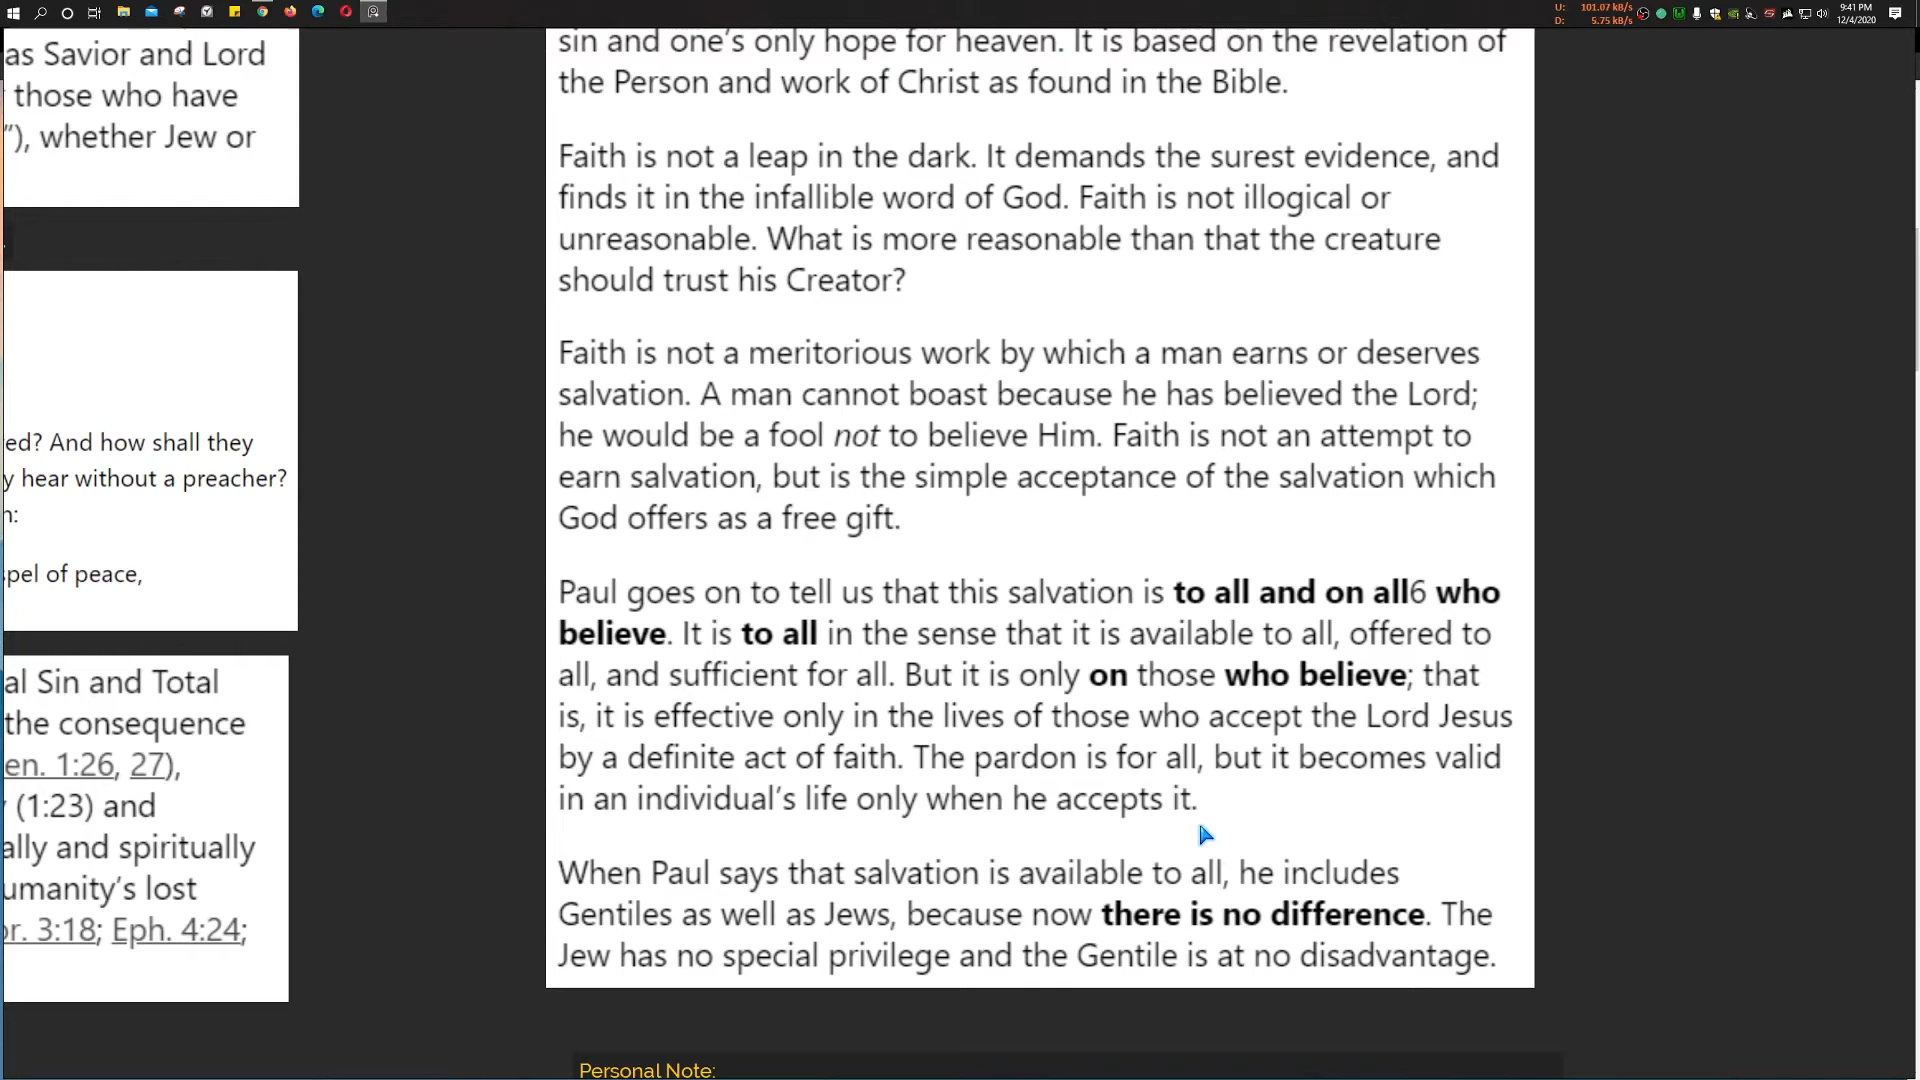 U: 101.07 kB/s
D: 5.75 kB/s
9:41 PM
12/4/2020
as Savior and Lord
those who have
”), whether Jew or
ed? And how shall they
y hear without a preacher?
n:
spel of peace,
al Sin and Total
the consequence
en. 1:26, 27),
(1:23) and
ally and spiritually
umanity’s lost
or. 3:18; Eph. 4:24;
sin and one’s only hope for heaven. It is based on the revelation of
the Person and work of Christ as found in the Bible.
Faith is not a leap in the dark. It demands the surest evidence, and
finds it in the infallible word of God. Faith is not illogical or
unreasonable. What is more reasonable than that the creature
should trust his Creator?
Faith is not a meritorious work by which a man earns or deserves
salvation. A man cannot boast because he has believed the Lord;
he would be a fool not to believe Him. Faith is not an attempt to
earn salvation, but is the simple acceptance of the salvation which
God offers as a free gift.
Paul goes on to tell us that this salvation is to all and on all6 who
believe. It is to all in the sense that it is available to all, offered to
all, and sufficient for all. But it is only on those who believe; that
is, it is effective only in the lives of those who accept the Lord Jesus
by a definite act of faith. The pardon is for all, but it becomes valid
in an individual’s life only when he accepts it.
When Paul says that salvation is available to all, he includes
Gentiles as well as Jews, because now there is no difference. The
Jew has no special privilege and the Gentile is at no disadvantage.
Personal Note: